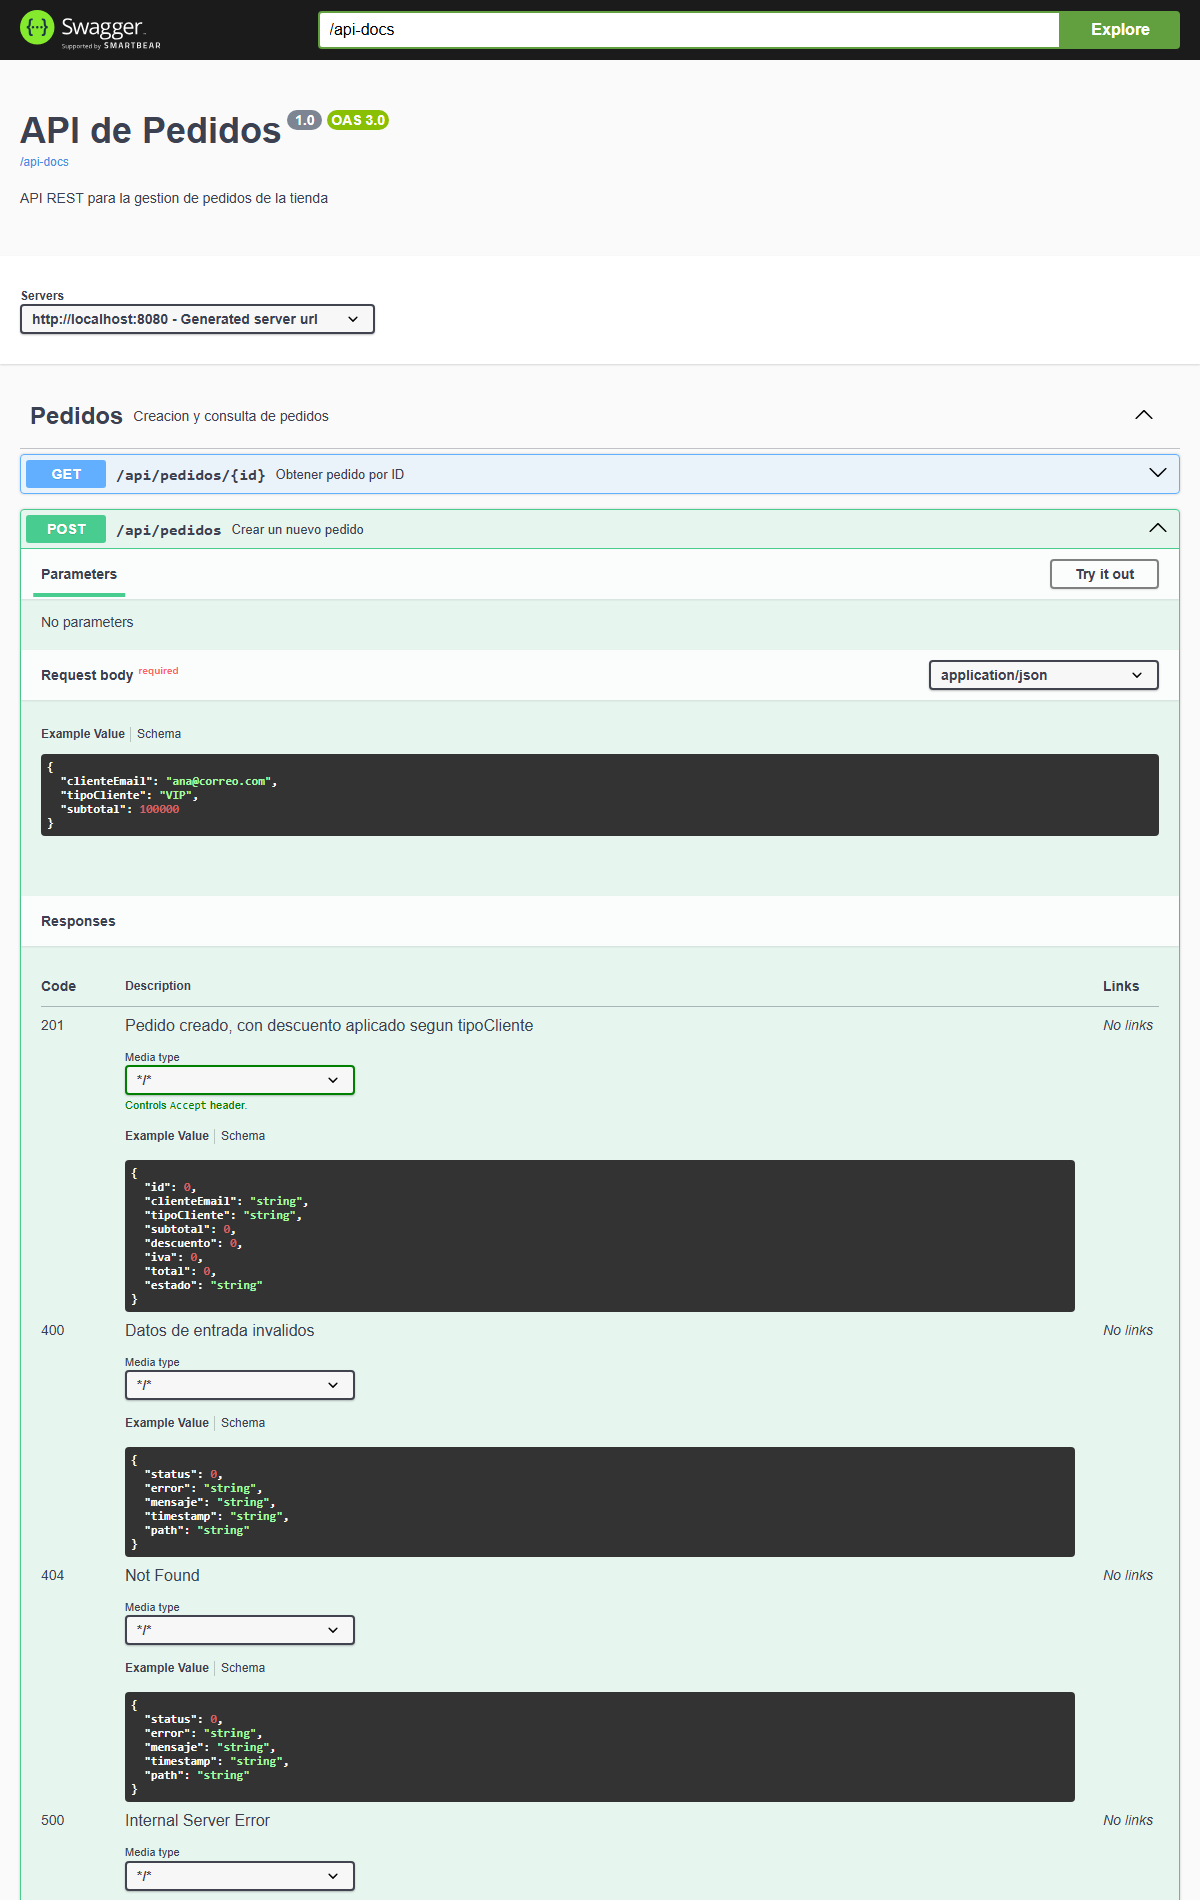 Swagger
Supported by SMARTBEAR
/api-docs
Explore
API de Pedidos 1.0 OAS 3.0
/api-docs
API REST para la gestion de pedidos de la tienda
Servers
http://localhost:8080 - Generated server url
Pedidos Creacion y consulta de pedidos
GET /api/pedidos/{id} Obtener pedido por ID
POST /api/pedidos Crear un nuevo pedido
Parameters Try it out
No parameters
Request body required application/json
Example Value Schema
{
"clienteEmail": "ana@correo.com",
"tipoCliente": "VIP",
"subtotal": 100000
}
Responses
Code Description Links
201 Pedido creado, con descuento aplicado segun tipoCliente No links
Media type
*/*
Controls Accept header.
Example Value Schema
{
"id": 0,
"clienteEmail": "string",
"tipoCliente": "string",
"subtotal": 0,
"descuento": 0,
"iva": 0,
"total": 0,
"estado": "string"
}
400 Datos de entrada invalidos No links
Media type
*/*
Example Value Schema
{
"status": 0,
"error": "string",
"mensaje": "string",
"timestamp": "string",
"path": "string"
}
404 Not Found No links
Media type
*/*
Example Value Schema
{
"status": 0,
"error": "string",
"mensaje": "string",
"timestamp": "string",
"path": "string"
}
500 Internal Server Error No links
Media type
*/*